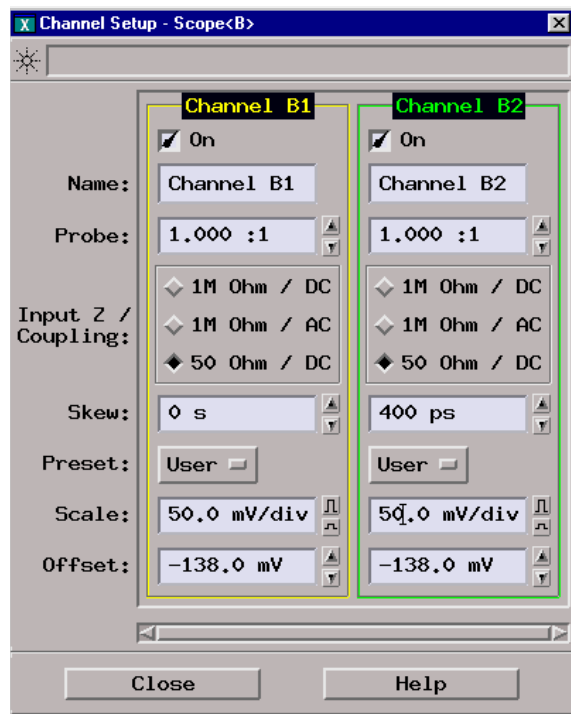 X Channel Setup - Scope<B>
Channel B1 Channel B2
On On
Name: Channel B1 Channel B2
Probe: 1.000 :1 1.000 :1
Input Z / Coupling:
1M Ohm / DC 1M Ohm / DC
1M Ohm / AC 1M Ohm / AC
50 Ohm / DC 50 Ohm / DC
Skew: 0 s 400 ps
Preset: User User
Scale: 50.0 mV/div 50.0 mV/div
Offset: -138.0 mV -138.0 mV
Close Help